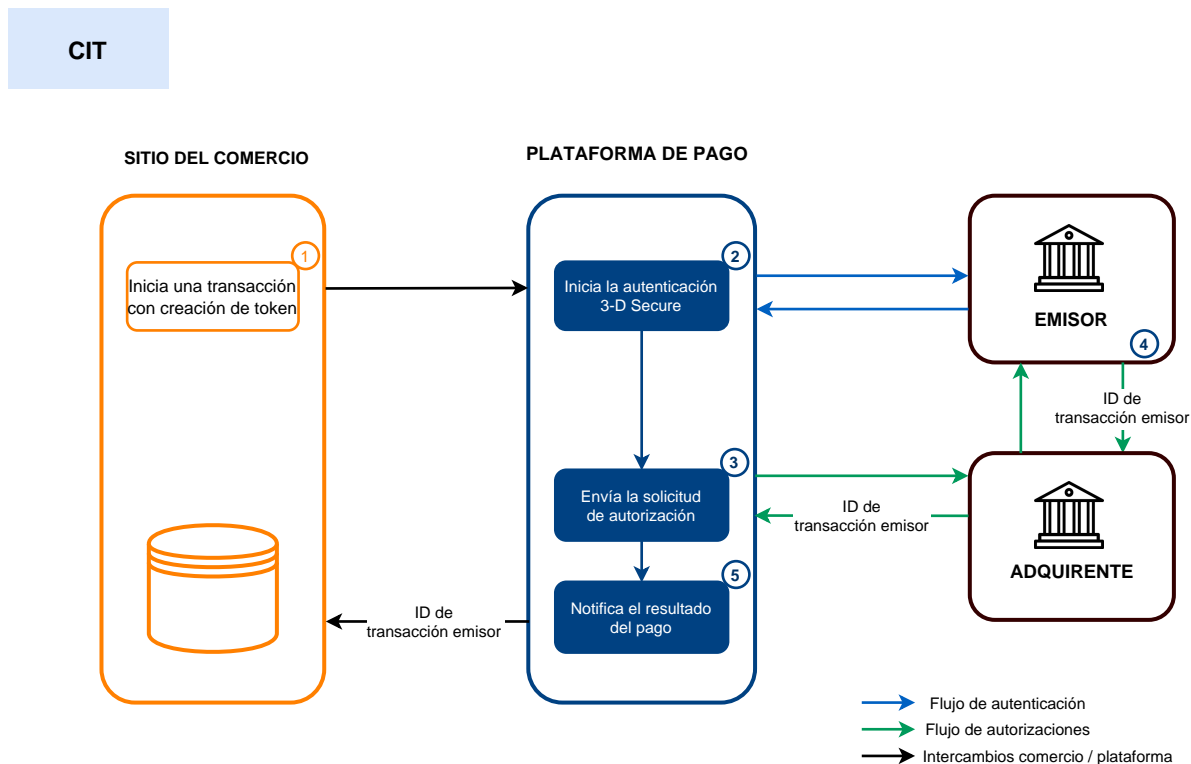 CIT
SITIO DEL COMERCIO
PLATAFORMA DE PAGO
1
Inicia una transacción
con creación de token
2
Inicia la autenticación
3-D Secure
EMISOR
4
ID de
transacción emisor
3
Envía la solicitud
de autorización
ID de
transacción emisor
ADQUIRENTE
5
Notifica el resultado
del pago
ID de
transacción emisor
Flujo de autenticación
Flujo de autorizaciones
Intercambios comercio / plataforma